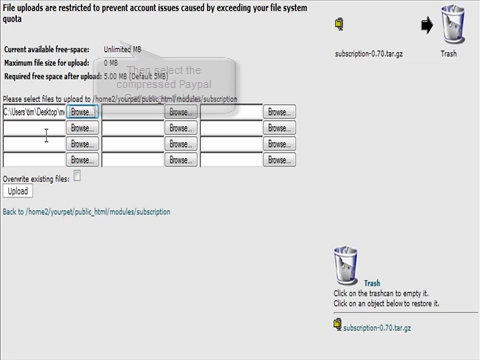 File uploads are restricted to prevent account issues caused by exceeding your file system
quota
Current available free-space: Unlimited MB
Maximum file size for upload: 0 MB
Required free space after upload: 5.00 MB (Default 5MB)
Then select the
compressed Paypal
Please select files to upload to /home2/yourpet/public_html/modules/subscription
C:\Users\tim\Desktop\m Browse... Browse... Browse...
Browse... Browse... Browse...
Browse... Browse... Browse...
Browse... Browse... Browse...
Overwrite existing files:
Upload
Back to /home2/yourpet/public_html/modules/subscription
subscription-0.70.tar.gz Trash
Trash
Click on the trashcan to empty it.
Click on an object below to restore it.
subscription-0.70.tar.gz